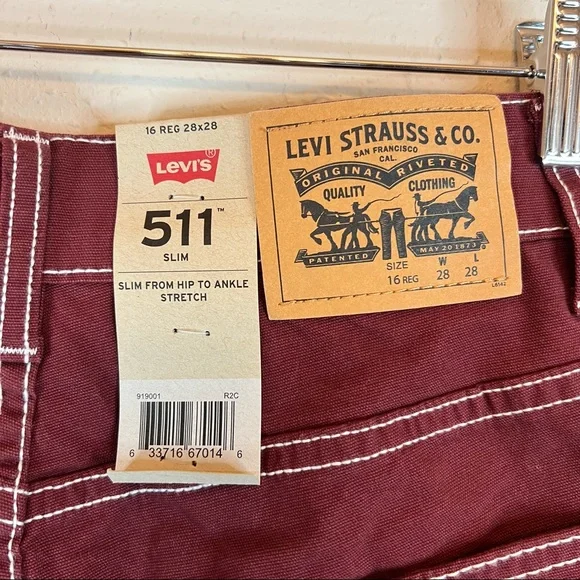 16 REG 28x28
LEVI'S®
511™
SLIM
SLIM FROM HIP TO ANKLE
STRETCH
919001 R2C
6 33716 67014 6
LEVI STRAUSS & CO.
SAN FRANCISCO
CAL.
ORIGINAL RIVETED
QUALITY CLOTHING
PATENTED MAY 20 1873
SIZE W L
16 REG 28 28